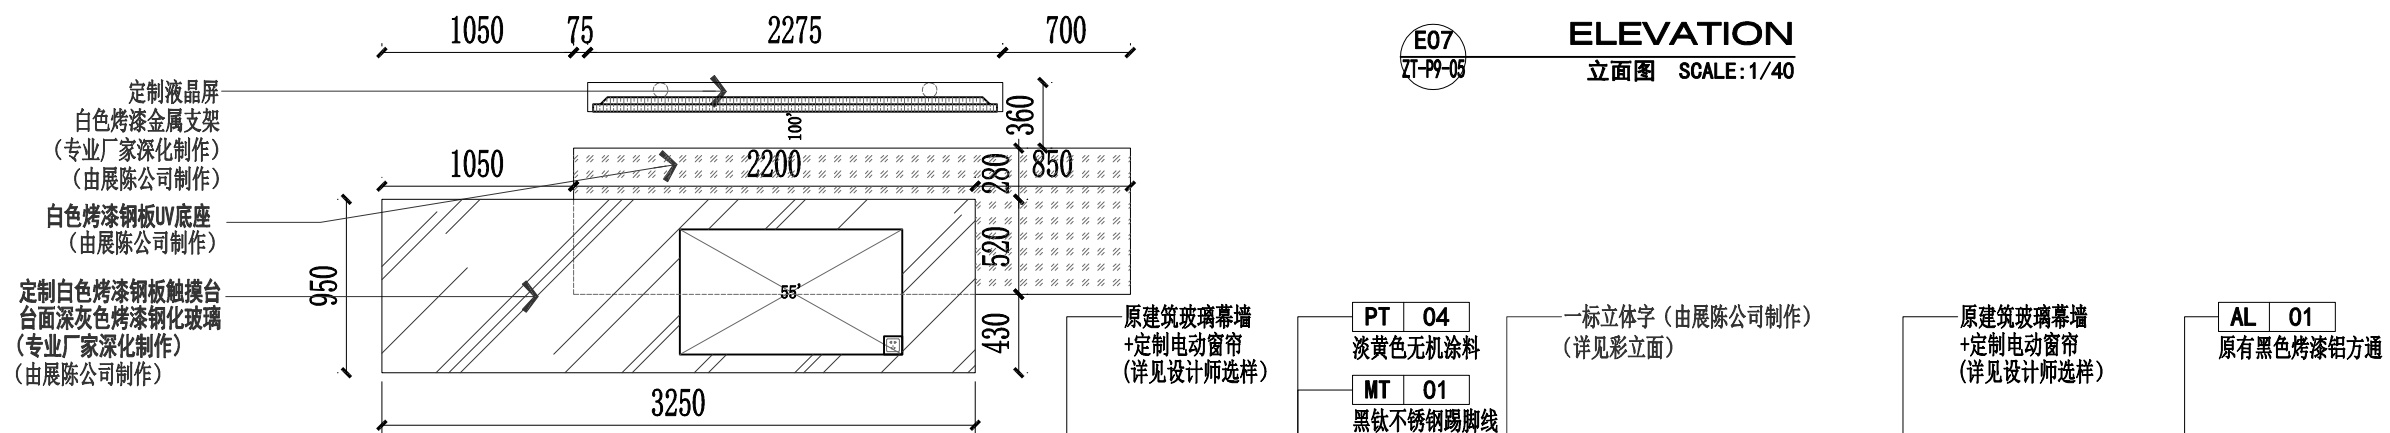 1050 75 2275 700
E07
ZT-P9-05
ELEVATION
立面图 SCALE:1/40
定制液晶屏
白色烤漆金属支架
（专业厂家深化制作）
（由展陈公司制作）
360
100'
1050 2200 850
280
白色烤漆钢板UV底座
（由展陈公司制作）
520
950
定制白色烤漆钢板触摸台
台面深灰色烤漆钢化玻璃
（专业厂家深化制作）
（由展陈公司制作）
55'
430
3250
原建筑玻璃幕墙
+定制电动窗帘
(详见设计师选样)
PT 04
淡黄色无机涂料
MT 01
黑钛不锈钢踢脚线
一标立体字（由展陈公司制作）
（详见彩立面）
原建筑玻璃幕墙
+定制电动窗帘
(详见设计师选样)
AL 01
原有黑色烤漆铝方通